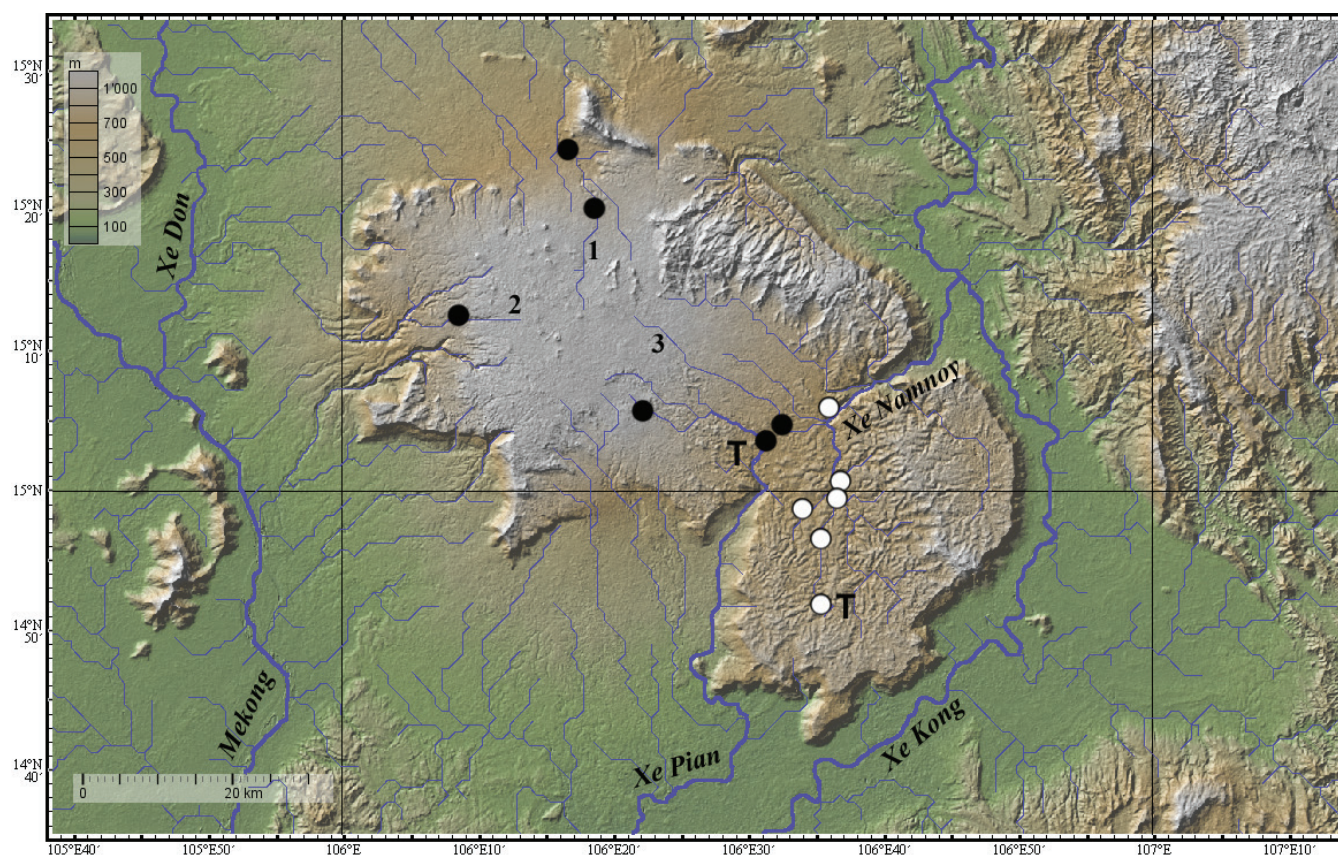 m
1'000
700
500
300
100
15°N
30´
15°N
20´
15°N
10´
15°N
14°N
50´
14°N
40´
Xe Don
1
2
3
Xe Namnoy
T
T
Mekong
Xe Pian
Xe Kong
0 20 km
105°E40´ 105°E50´ 106°E 106°E10´ 106°E20´ 106°E30´ 106°E40´ 106°E50´ 107°E 107°E10´